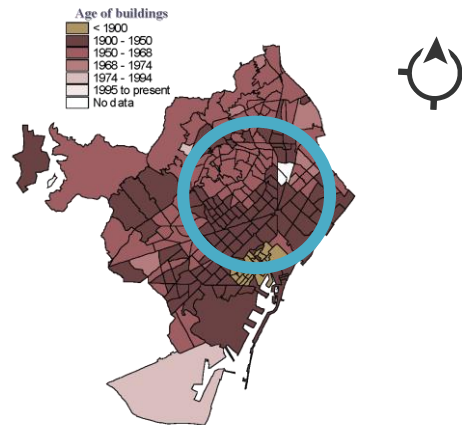 Age of buildings
< 1900
1900 - 1950
1950 - 1968
1968 - 1974
1974 - 1994
1995 to present
No data